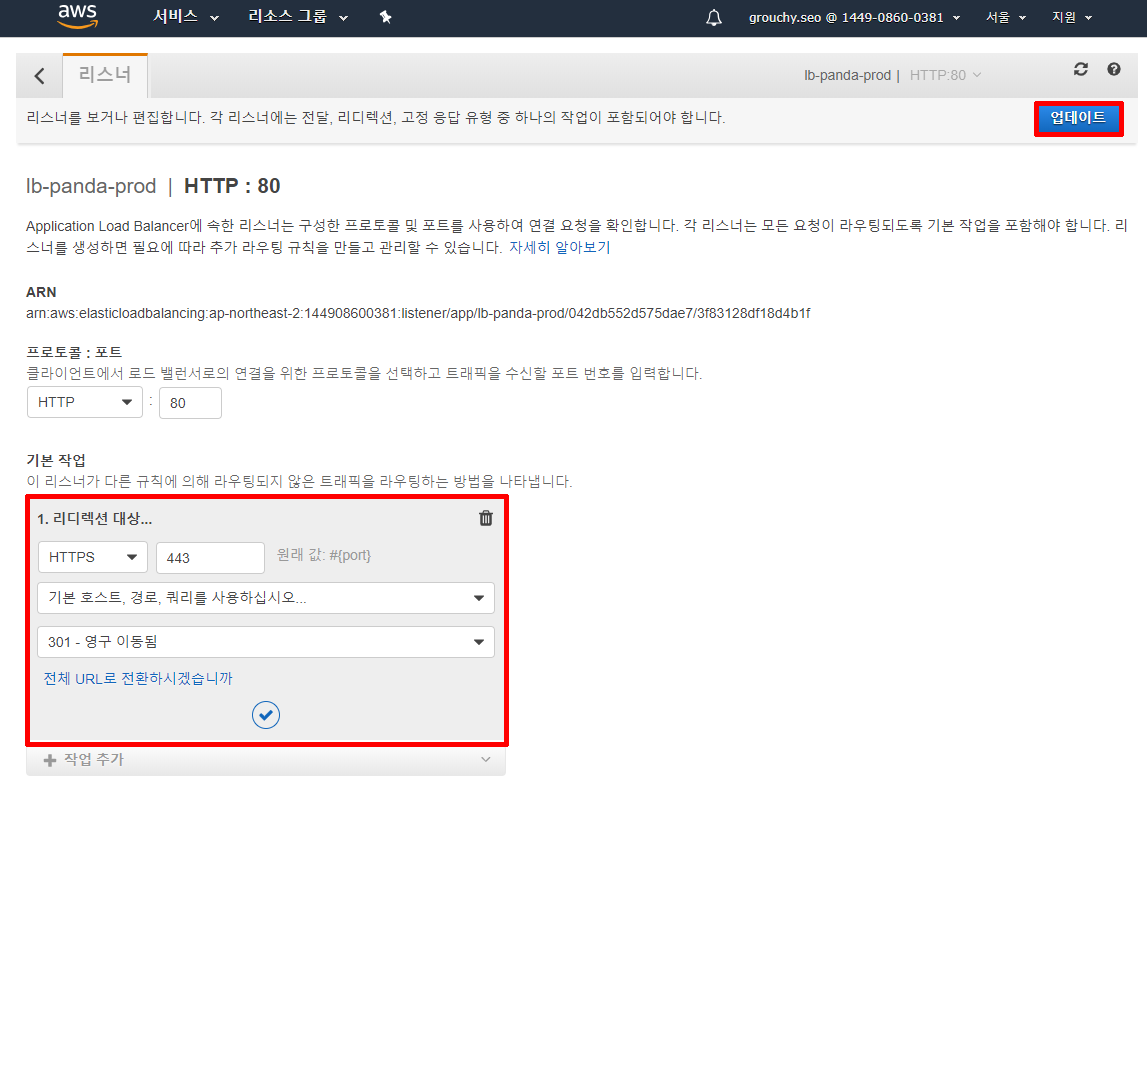 aws 서비스 리소스 그룹 grouchy.seo @ 1449-0860-0381 서울 지원
리스너 lb-panda-prod | HTTP:80
리스너를 보거나 편집합니다. 각 리스너에는 전달, 리디렉션, 고정 응답 유형 중 하나의 작업이 포함되어야 합니다. 업데이트
lb-panda-prod | HTTP : 80
Application Load Balancer에 속한 리스너는 구성한 프로토콜 및 포트를 사용하여 연결 요청을 확인합니다. 각 리스너는 모든 요청이 라우팅되도록 기본 작업을 포함해야 합니다. 리
스너를 생성하면 필요에 따라 추가 라우팅 규칙을 만들고 관리할 수 있습니다. 자세히 알아보기
ARN
arn:aws:elasticloadbalancing:ap-northeast-2:144908600381:listener/app/lb-panda-prod/042db552d575dae7/3f83128df18d4b1f
프로토콜 : 포트
클라이언트에서 로드 밸런서로의 연결을 위한 프로토콜을 선택하고 트래픽을 수신할 포트 번호를 입력합니다.
HTTP : 80
기본 작업
이 리스너가 다른 규칙에 의해 라우팅되지 않은 트래픽을 라우팅하는 방법을 나타냅니다.
1. 리디렉션 대상...
HTTPS 443 원래 값: #{port}
기본 호스트, 경로, 쿼리를 사용하십시오...
301 - 영구 이동됨
전체 URL로 전환하시겠습니까
작업 추가